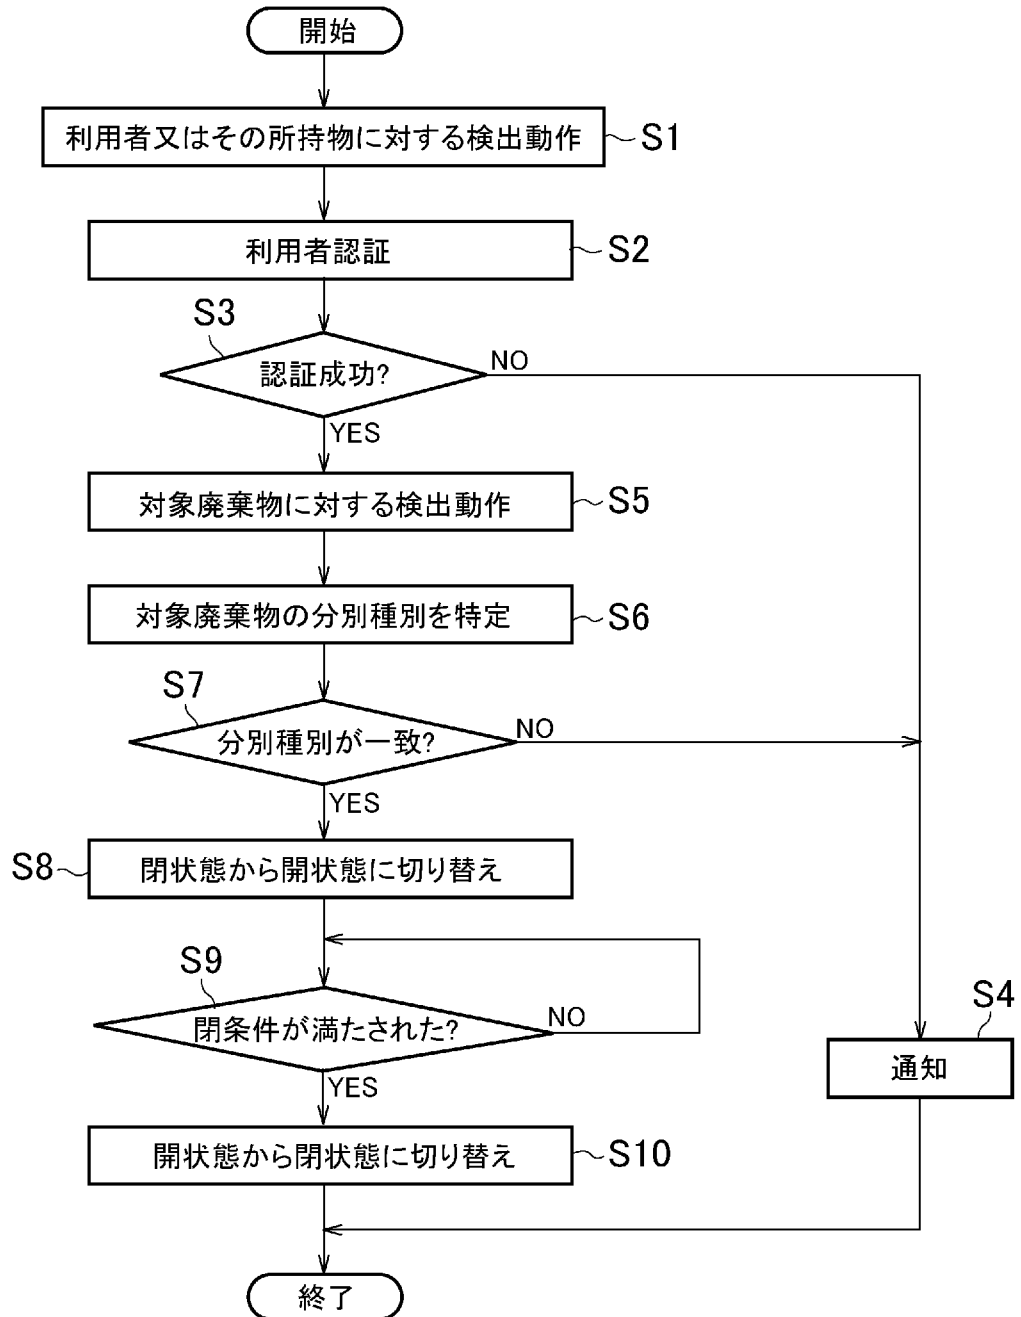 開始
利用者又はその所持物に対する検出動作
S1
利用者認証
S2
S3
認証成功?
NO
YES
対象廃棄物に対する検出動作
S5
対象廃棄物の分別種別を特定
S6
S7
分別種別が一致?
NO
YES
S8
閉状態から開状態に切り替え
S9
閉条件が満たされた?
NO
YES
S4
通知
開状態から閉状態に切り替え
S10
終了